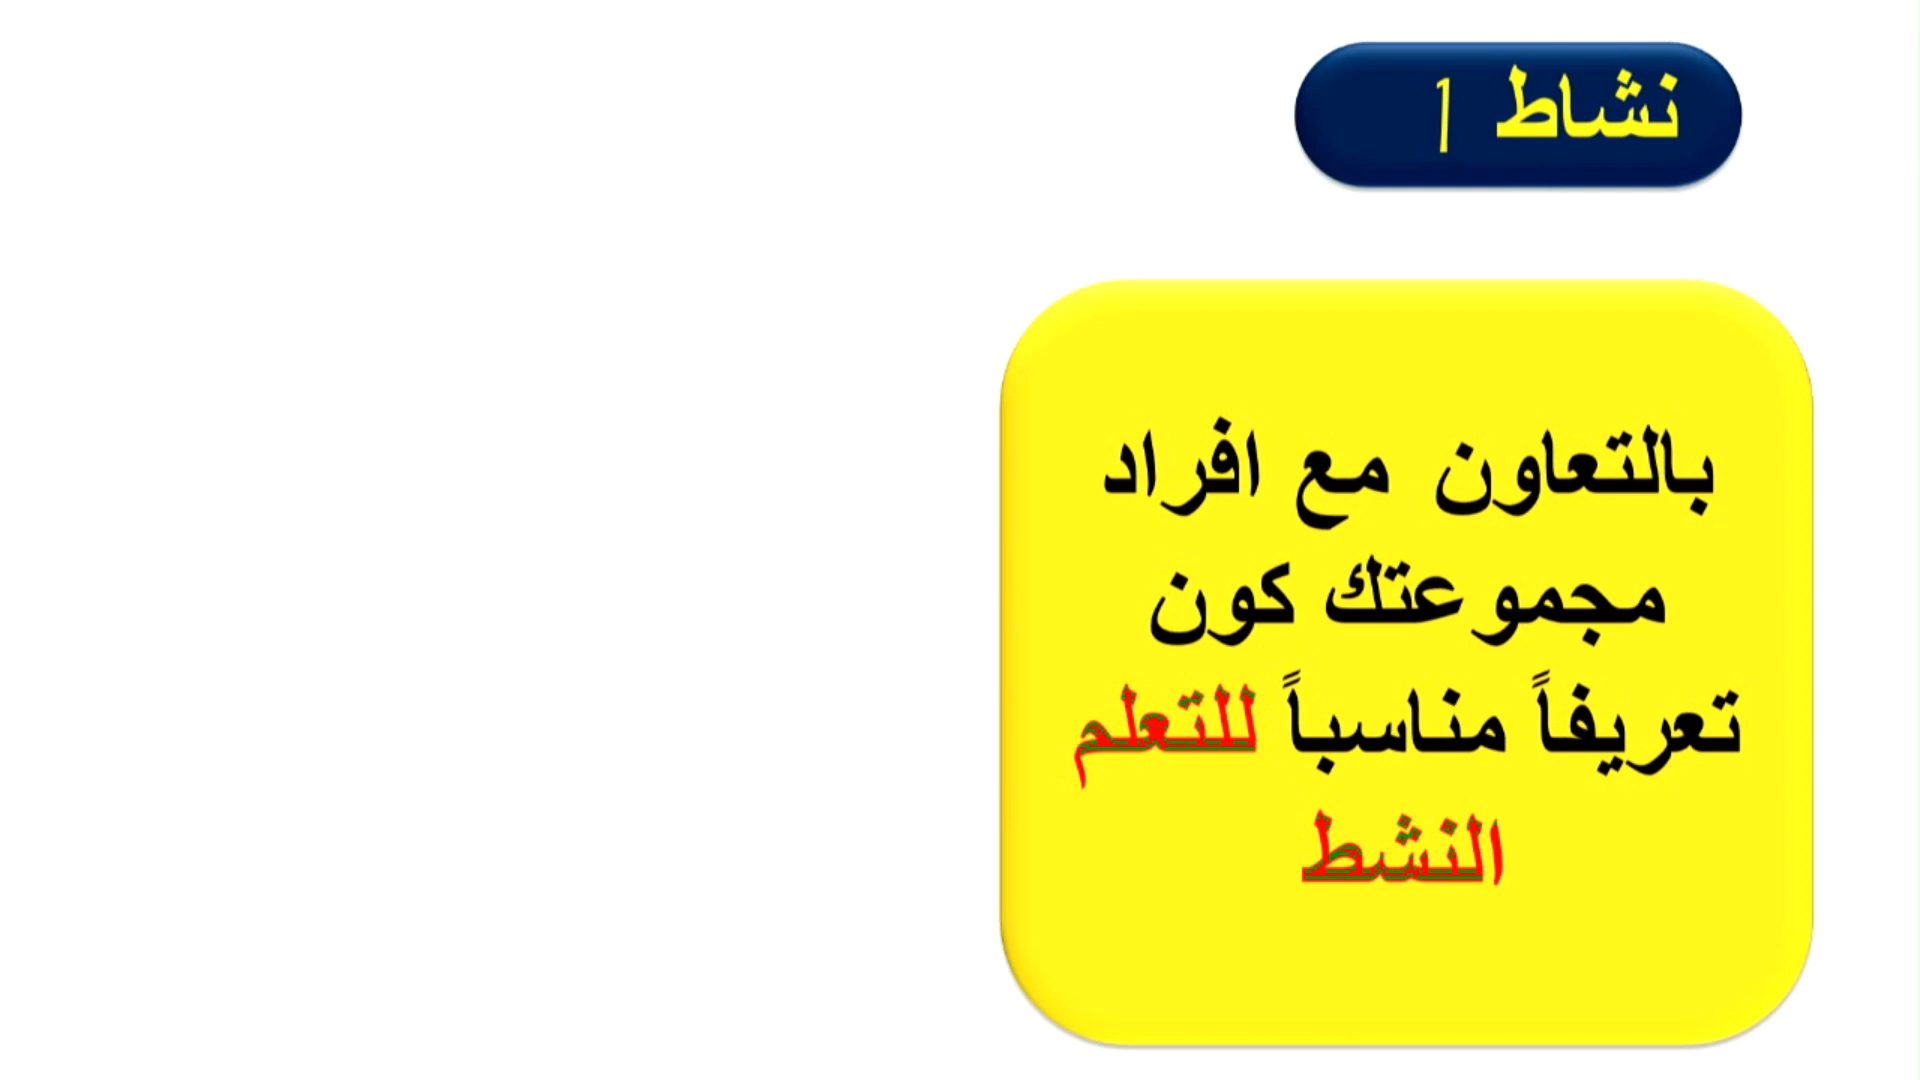 نشاط 1
بالتعاون مع افراد
مجموعتك كون
تعريفاً مناسباً للتعلم
النشط